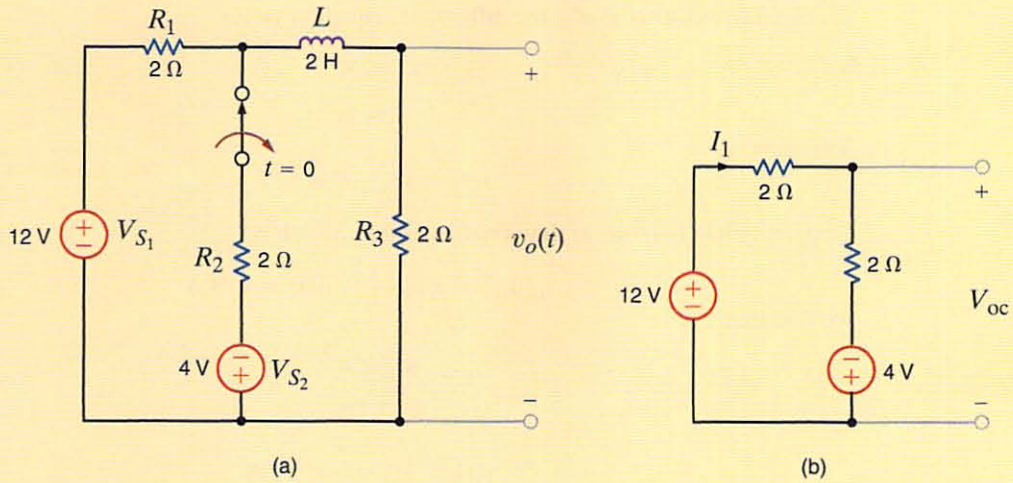 R1
2 Ω
L
2 H
+
t = 0
12 V
+
−
VS1
R2
2 Ω
R3
2 Ω
vo(t)
4 V
−
+
VS2
−
(a)
I1
2 Ω
+
2 Ω
12 V
+
−
Voc
−
+
4 V
−
(b)